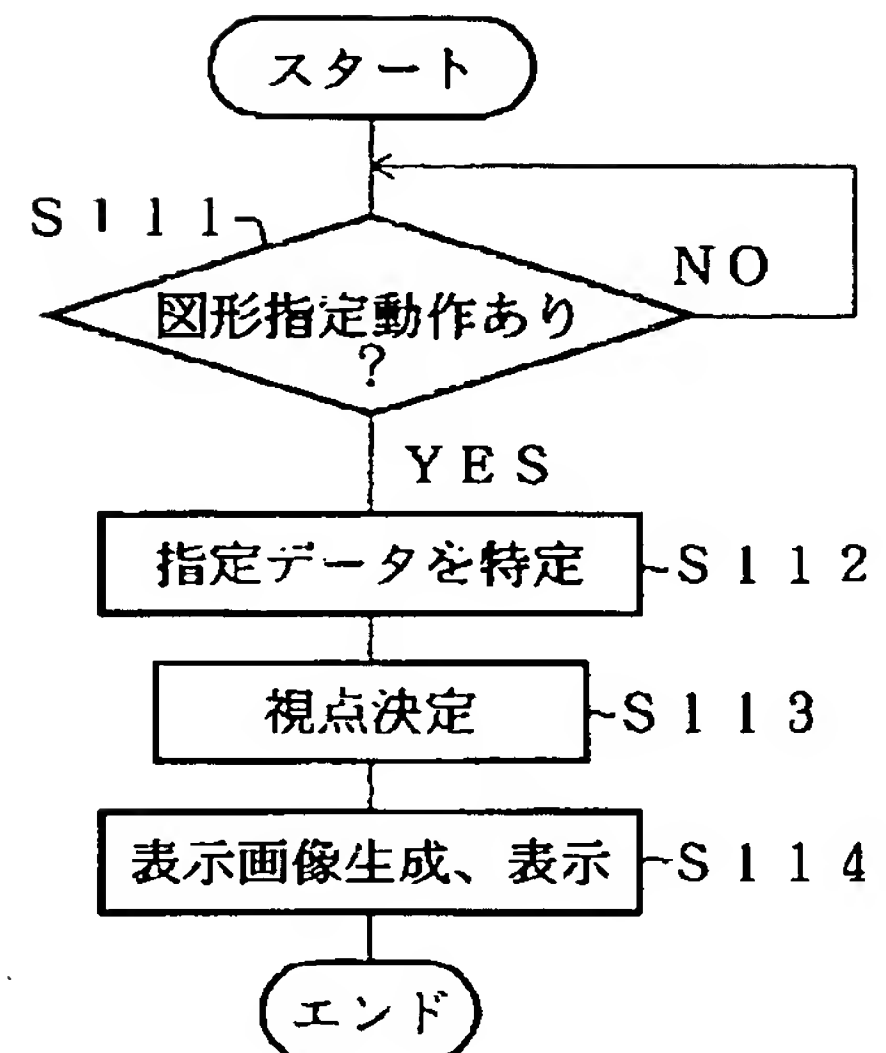 スタート
S111
NO
図形指定動作あり
?
YES
指定データを特定
S112
視点決定
S113
表示画像生成、表示
S114
エンド